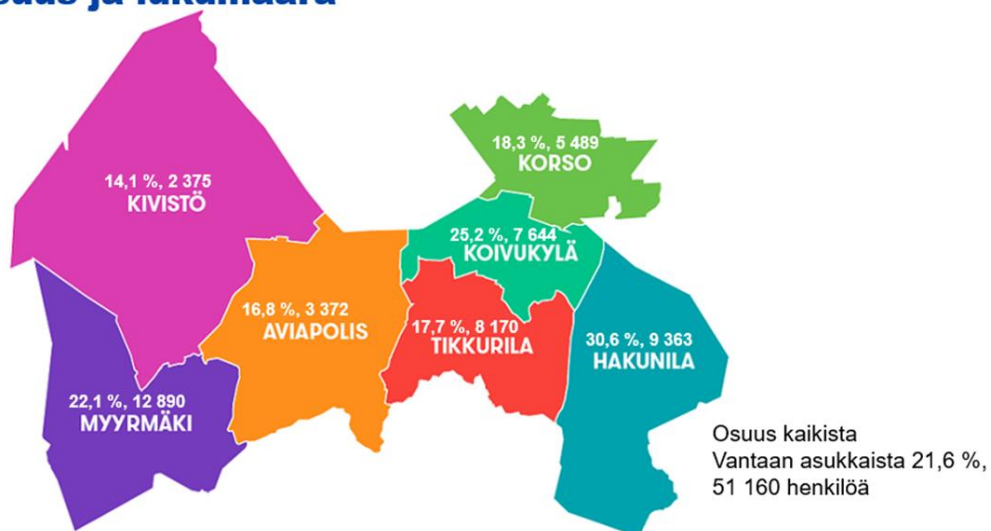 ja lukumäärä
18,3 %, 5 489
KORSO
14,1 %, 2 375
KIVISTÖ
25,2 %, 7 644
KOIVUKYLÄ
16,8 %, 3 372
AVIAPOLIS
17,7 %, 8 170
TIKKURILA
30,6 %, 9 363
HAKUNILA
22,1 %, 12 890
MYYRMÄKI
Osuus kaikista
Vantaan asukkaista 21,6 %,
51 160 henkilöä